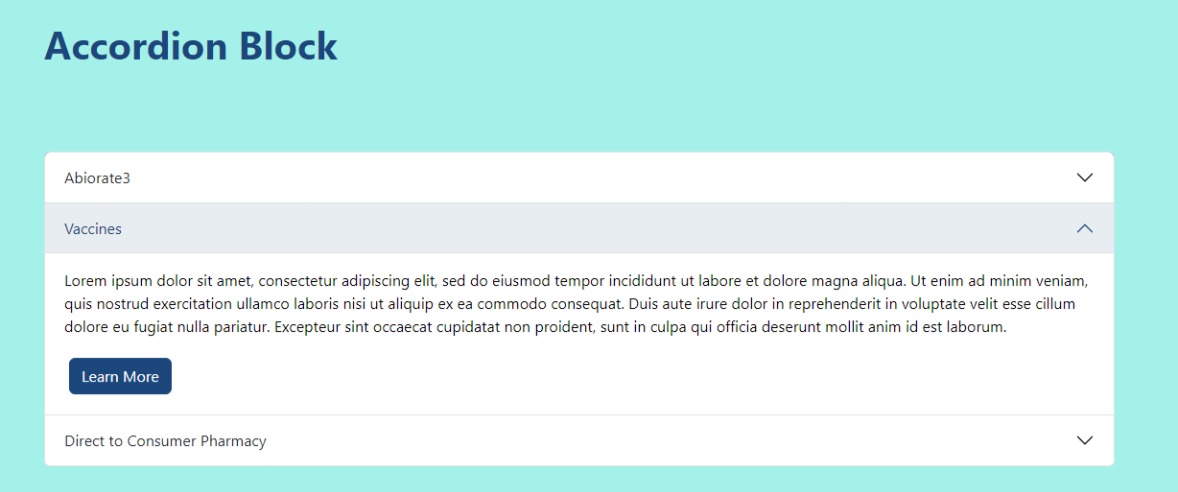 Accordion Block
Abiorate3
Vaccines
Lorem ipsum dolor sit amet, consectetur adipiscing elit, sed do eiusmod tempor incididunt ut labore et dolore magna aliqua. Ut enim ad minim veniam,
quis nostrud exercitation ullamco laboris nisi ut aliquip ex ea commodo consequat. Duis aute irure dolor in reprehenderit in voluptate velit esse cillum
dolore eu fugiat nulla pariatur. Excepteur sint occaecat cupidatat non proident, sunt in culpa qui officia deserunt mollit anim id est laborum.
Learn More
Direct to Consumer Pharmacy